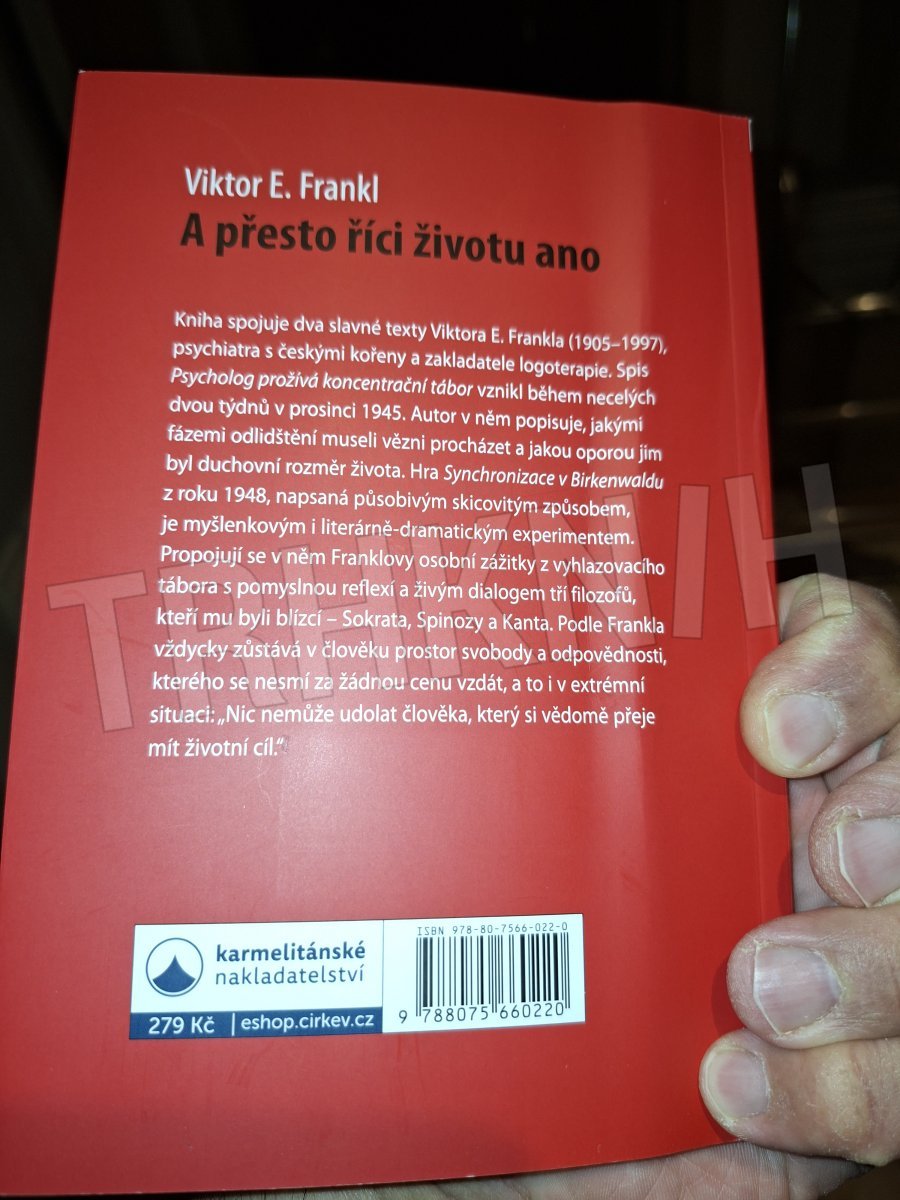 Viktor E. Frankl
A přesto říci životu ano
Kniha spojuje dva slavné texty Viktora E. Frankla (1905–1997),
psychiatra s českými kořeny a zakladatele logoterapie. Spis
Psycholog prožívá koncentrační tábor vznikl během necelých
dvou týdnů v prosinci 1945. Autor v něm popisuje, jakými
fázemi odlidštění museli vězni procházet a jakou oporou jim
byl duchovní rozměr života. Hra Synchronizace v Birkenwaldu
z roku 1948, napsaná působivým skicovitým způsobem,
je myšlenkovým i literárně-dramatickým experimentem.
Propojují se v něm Franklovy osobní zážitky z vyhlazovacího
tábora s pomyslnou reflexí a živým dialogem tří filozofů,
kteří mu byli blízcí – Sokrata, Spinozy a Kanta. Podle Frankla
vždycky zůstává v člověku prostor svobody a odpovědnosti,
kterého se nesmí za žádnou cenu vzdát, a to i v extrémní
situaci: „Nic nemůže udolat člověka, který si vědomě přeje
mít životní cíl.“
TRHKNIH
karmelitánské
nakladatelství
279 Kč | eshop.cirkev.cz
ISBN 978-80-7566-022-0
9 788075 660220